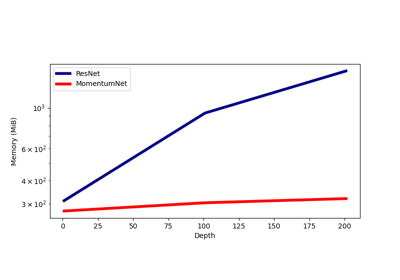 ResNet
MomentumNet
10³
6 × 10²
4 × 10²
3 × 10²
Memory (MiB)
0 25 50 75 100 125 150 175 200
Depth